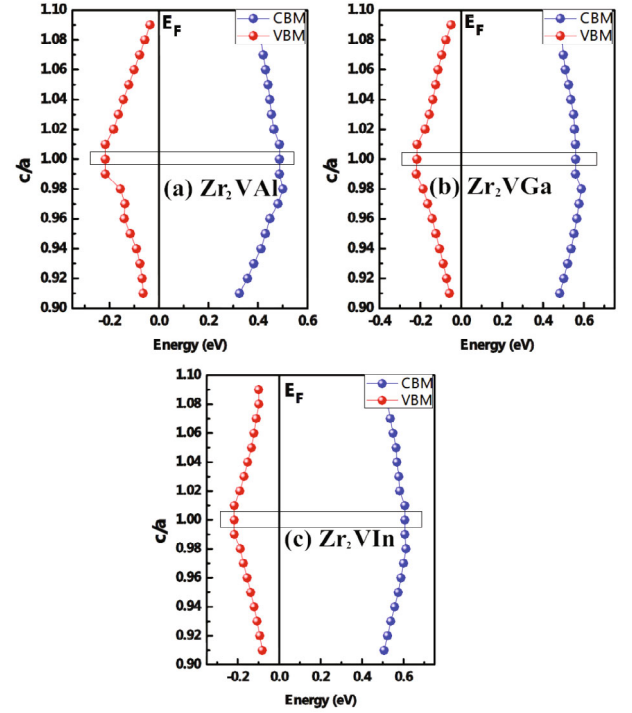 1.10
1.08
1.06
1.04
1.02
1.00
0.98
0.96
0.94
0.92
0.90
c/a
E_F
CBM
VBM
(a) Zr₂VAl
-0.2 0.0 0.2 0.4 0.6
Energy (eV)
1.10
1.08
1.06
1.04
1.02
1.00
0.98
0.96
0.94
0.92
0.90
c/a
E_F
CBM
VBM
(b) Zr₂VGa
-0.4 -0.2 0.0 0.2 0.4 0.6
Energy (eV)
1.10
1.08
1.06
1.04
1.02
1.00
0.98
0.96
0.94
0.92
0.90
c/a
E_F
CBM
VBM
(c) Zr₂VIn
-0.2 0.0 0.2 0.4 0.6
Energy (eV)